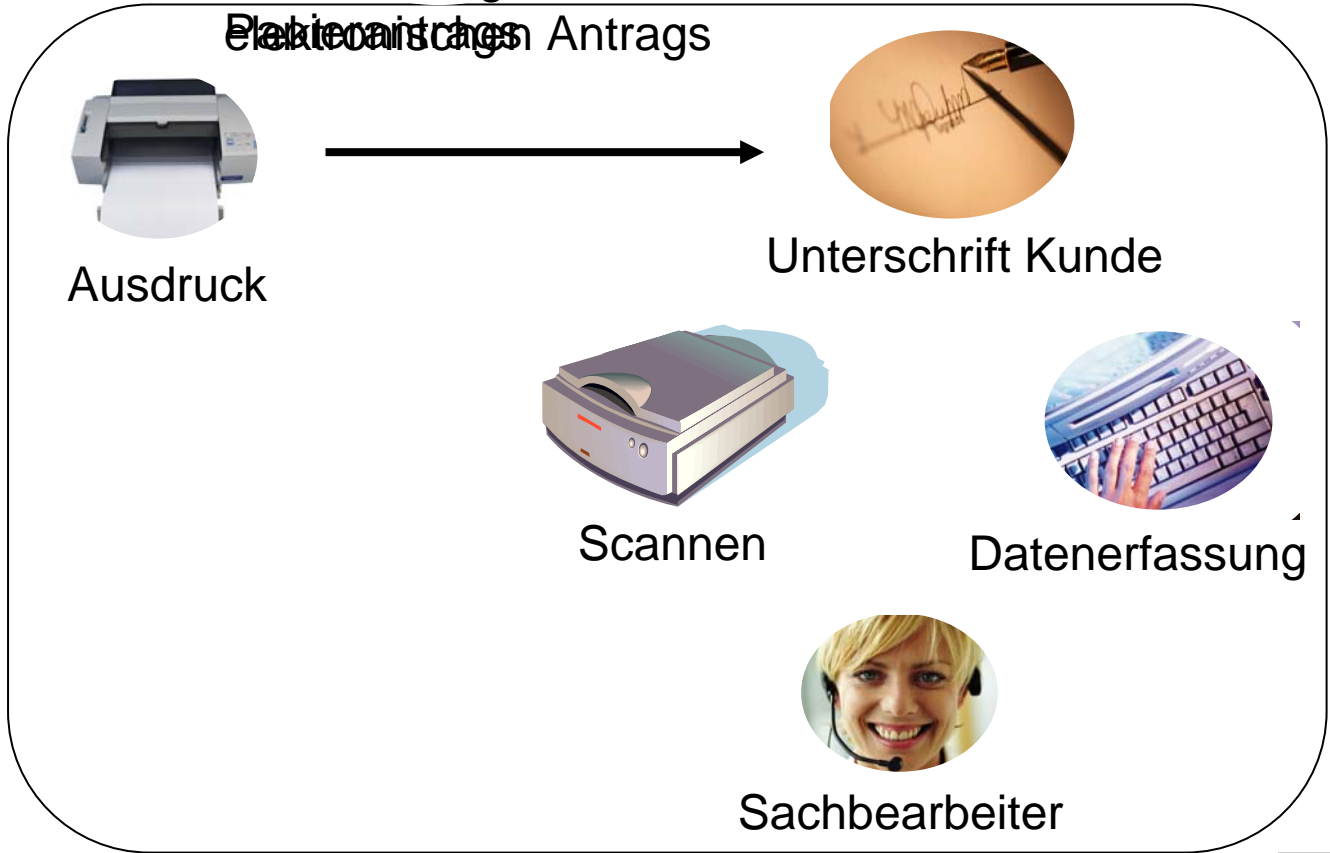 Antrags
Unterschrift Kunde
Ausdruck
Scannen
Datenerfassung
Sachbearbeiter